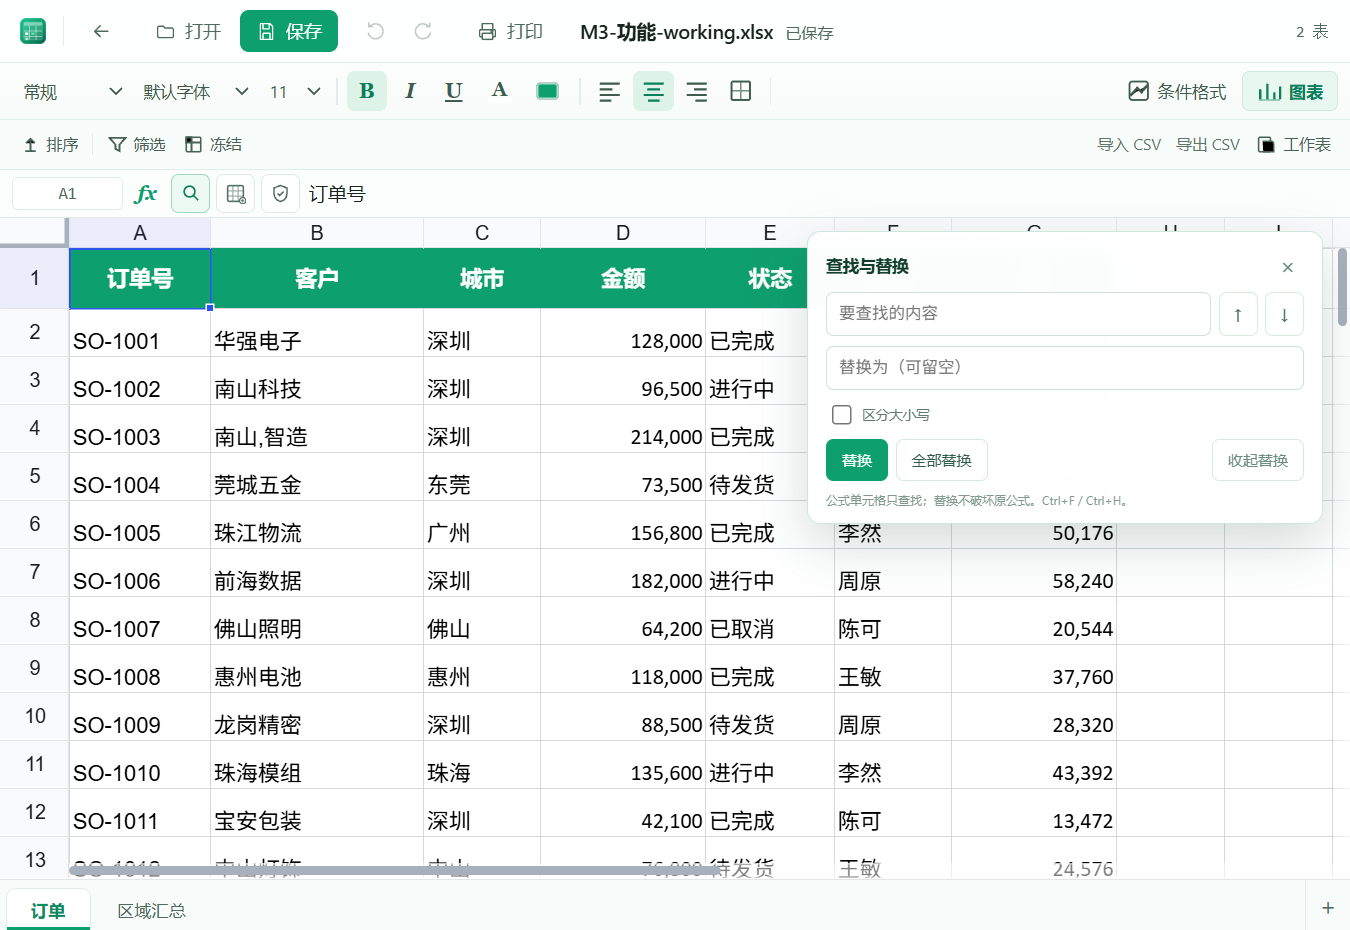 打开 保存 打印 M3-功能-working.xlsx 已保存 2 表
常规 默认字体 11 B I U A 条件格式 图表
排序 筛选 冻结 导入 CSV 导出 CSV 工作表
A1 fx 订单号
A B C D E
1 订单号 客户 城市 金额 状态
2 SO-1001 华强电子 深圳 128,000 已完成
3 SO-1002 南山科技 深圳 96,500 进行中
4 SO-1003 南山,智造 深圳 214,000 已完成
5 SO-1004 莞城五金 东莞 73,500 待发货
6 SO-1005 珠江物流 广州 156,800 已完成 李然 50,176
7 SO-1006 前海数据 深圳 182,000 进行中 周原 58,240
8 SO-1007 佛山照明 佛山 64,200 已取消 陈可 20,544
9 SO-1008 惠州电池 惠州 118,000 已完成 王敏 37,760
10 SO-1009 龙岗精密 深圳 88,500 待发货 周原 28,320
11 SO-1010 珠海模组 珠海 135,600 进行中 李然 43,392
12 SO-1011 宝安包装 深圳 42,100 已完成 陈可 13,472
13 SO-1012 中山灯饰 中山 76,800 待发货 王敏 24,576
查找与替换 ×
要查找的内容 ↑ ↓
替换为（可留空）
区分大小写
替换 全部替换 收起替换
公式单元格只查找；替换不破坏原公式。Ctrl+F / Ctrl+H。
订单 区域汇总 +